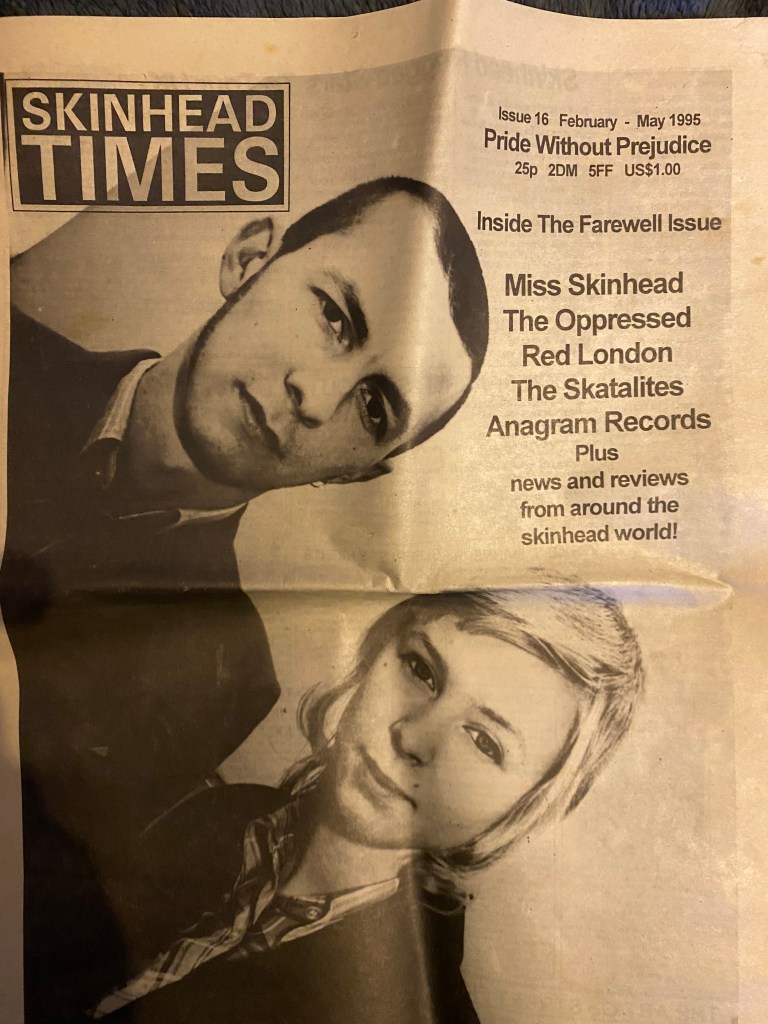 SKINHEAD
TIMES
Issue 16 February - May 1995
Pride Without Prejudice
25p 2DM 5FF US$1.00
Inside The Farewell Issue
Miss Skinhead
The Oppressed
Red London
The Skatalites
Anagram Records
Plus
news and reviews
from around the
skinhead world!